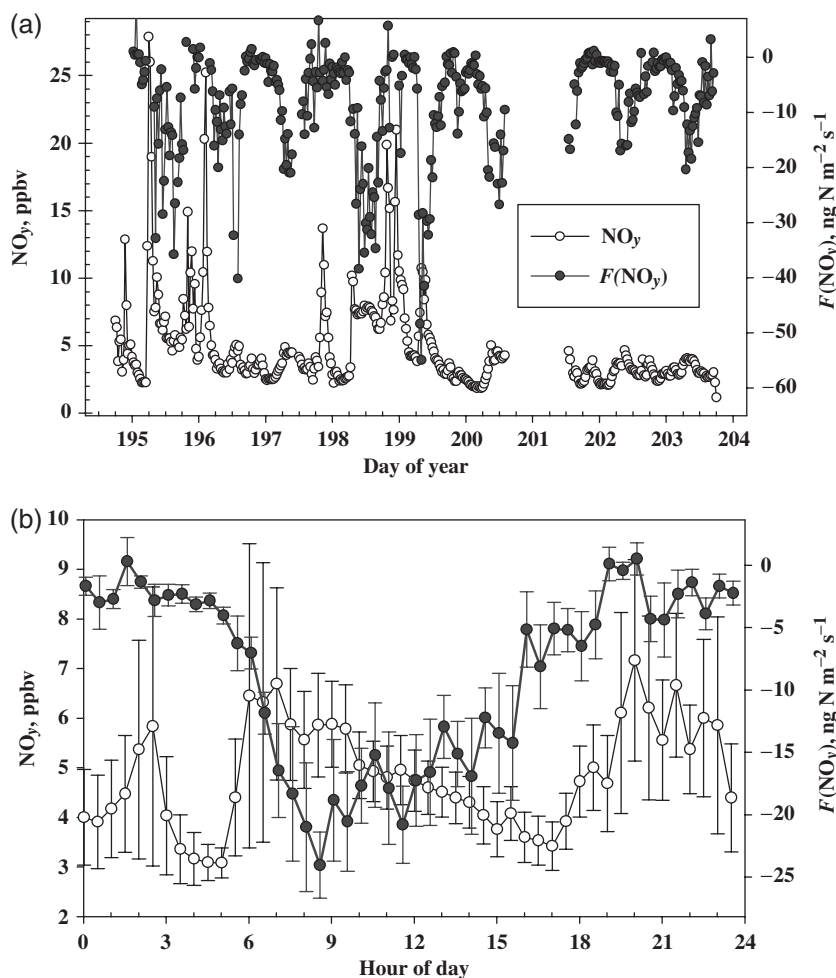 (a)
NOy, ppbv
25
20
15
10
5
0
0
−10
−20
−30
−40
−50
−60
F(NOy), ng N m−2 s−1
NOy
F(NOy)
195 196 197 198 199 200 201 202 203 204
Day of year
(b)
NOy, ppbv
10
9
8
7
6
5
4
3
2
0
−5
−10
−15
−20
−25
F(NOy), ng N m−2 s−1
0 3 6 9 12 15 18 21 24
Hour of day